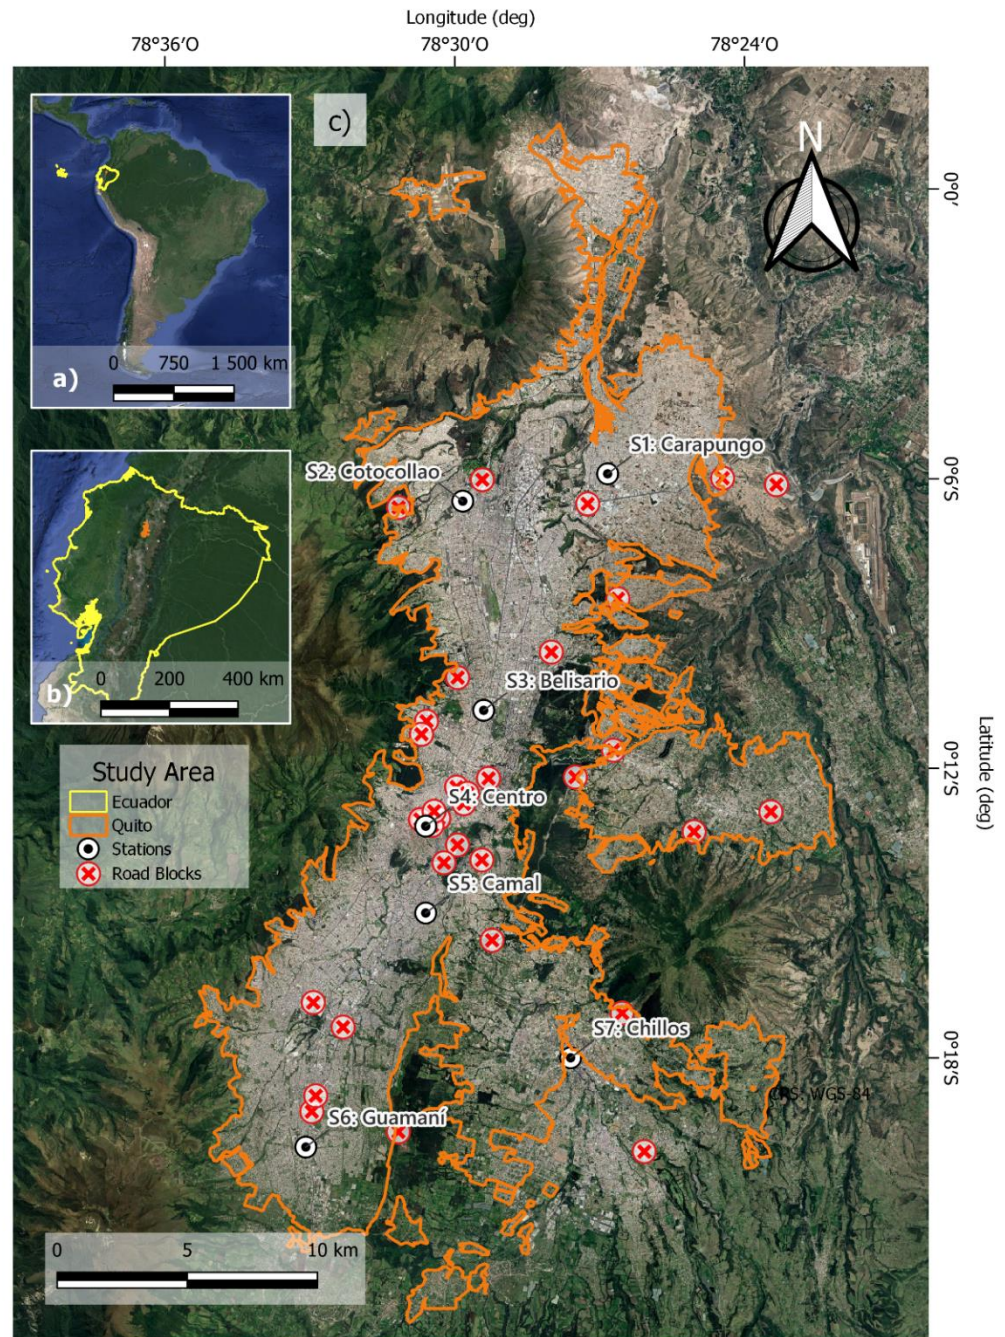 Longitude (deg)
78°36′O
78°30′O
78°24′O
c)
N
0°0′
0 750 1 500 km
a)
S1: Carapungo
S2: Cotocollao
0°6′S
0 200 400 km
b)
S3: Belisario
Study Area
Ecuador
Quito
Stations
Road Blocks
0°12′S
Latitude (deg)
S4: Centro
S5: Camal
S7: Chillos
0°18′S
CRS: WGS-84
S6: Guamaní
0 5 10 km